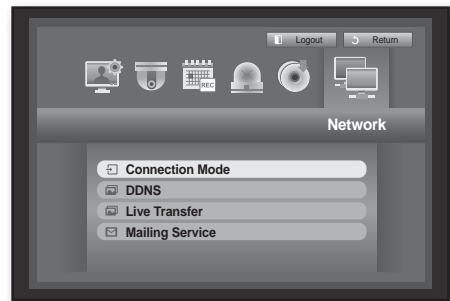 Logout Return
REC
Network
Connection Mode
DDNS
Live Transfer
Mailing Service